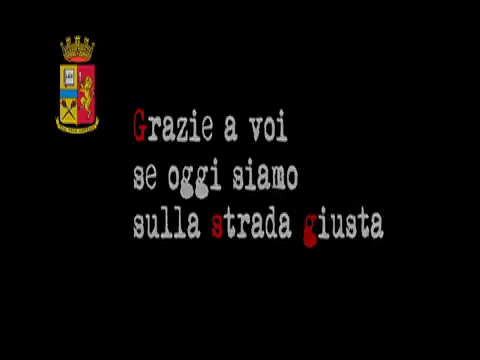 Grazie a voi
se oggi siamo
sulla strada giusta